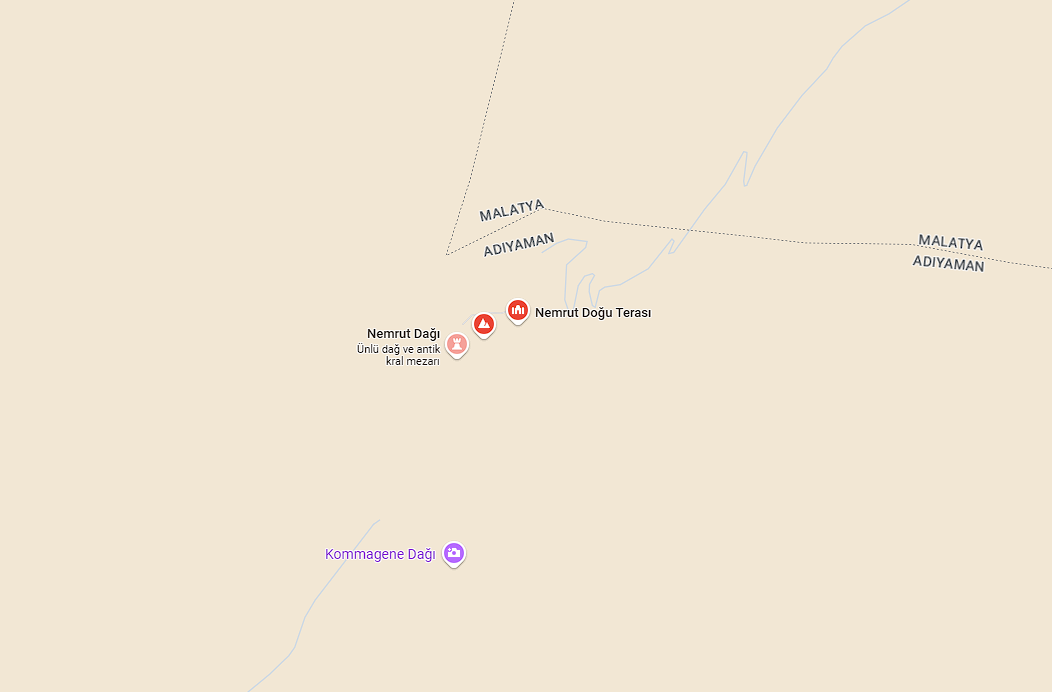 MALATYA
ADIYAMAN
MALATYA
ADIYAMAN
Nemrut Doğu Terası
Nemrut Dağı
Ünlü dağ ve antik
kral mezarı
Kommagene Dağı